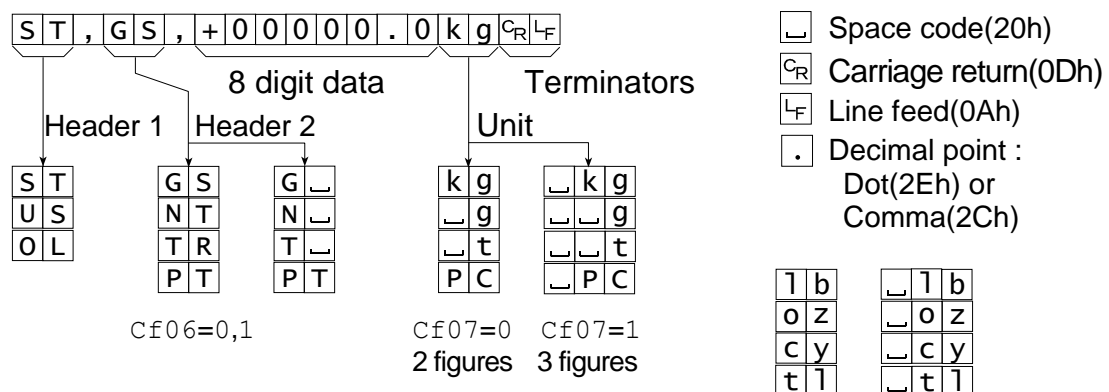 ST,GS,+00000.0kgCRLF
8 digit data
Terminators
Header 1
Header 2
Unit
ST
US
OL
GS
NT
TR
PT
G␣
N␣
T␣
PT
kg
␣g
␣t
PC
␣kg
␣␣g
␣␣t
␣PC
Cf06=0,1
Cf07=0
2 figures
Cf07=1
3 figures
␣ Space code(20h)
CR Carriage return(0Dh)
LF Line feed(0Ah)
. Decimal point :
Dot(2Eh) or
Comma(2Ch)
lb
oz
cy
tl
␣lb
␣oz
␣cy
␣tl